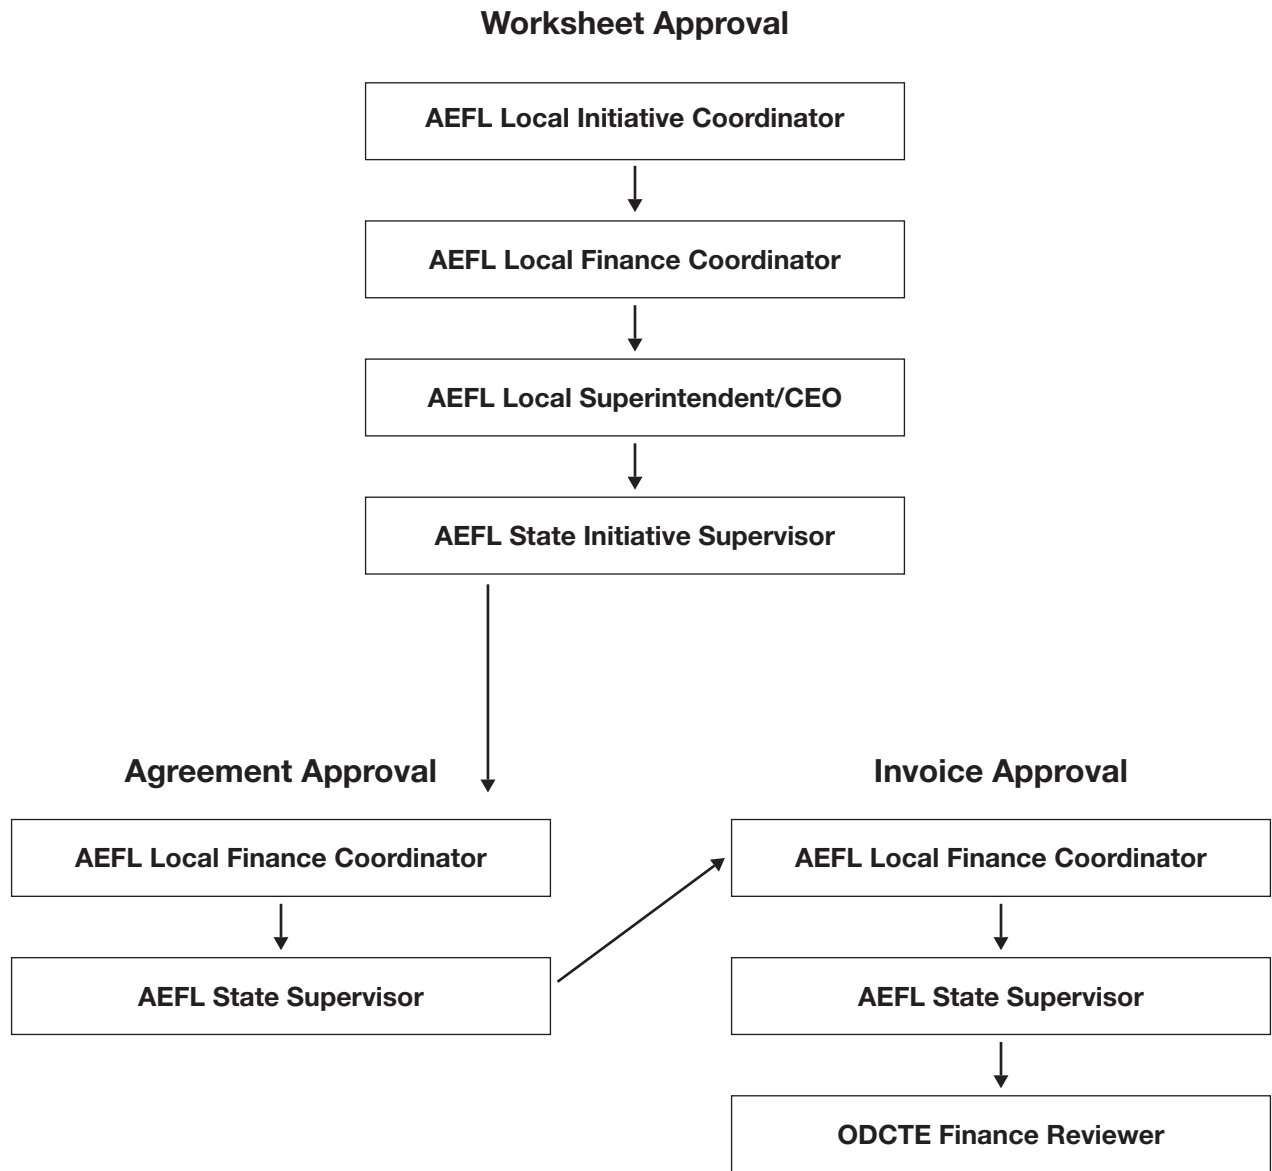 Worksheet Approval
AEFL Local Initiative Coordinator
AEFL Local Finance Coordinator
AEFL Local Superintendent/CEO
AEFL State Initiative Supervisor
Agreement Approval
AEFL Local Finance Coordinator
AEFL State Supervisor
Invoice Approval
AEFL Local Finance Coordinator
AEFL State Supervisor
ODCTE Finance Reviewer